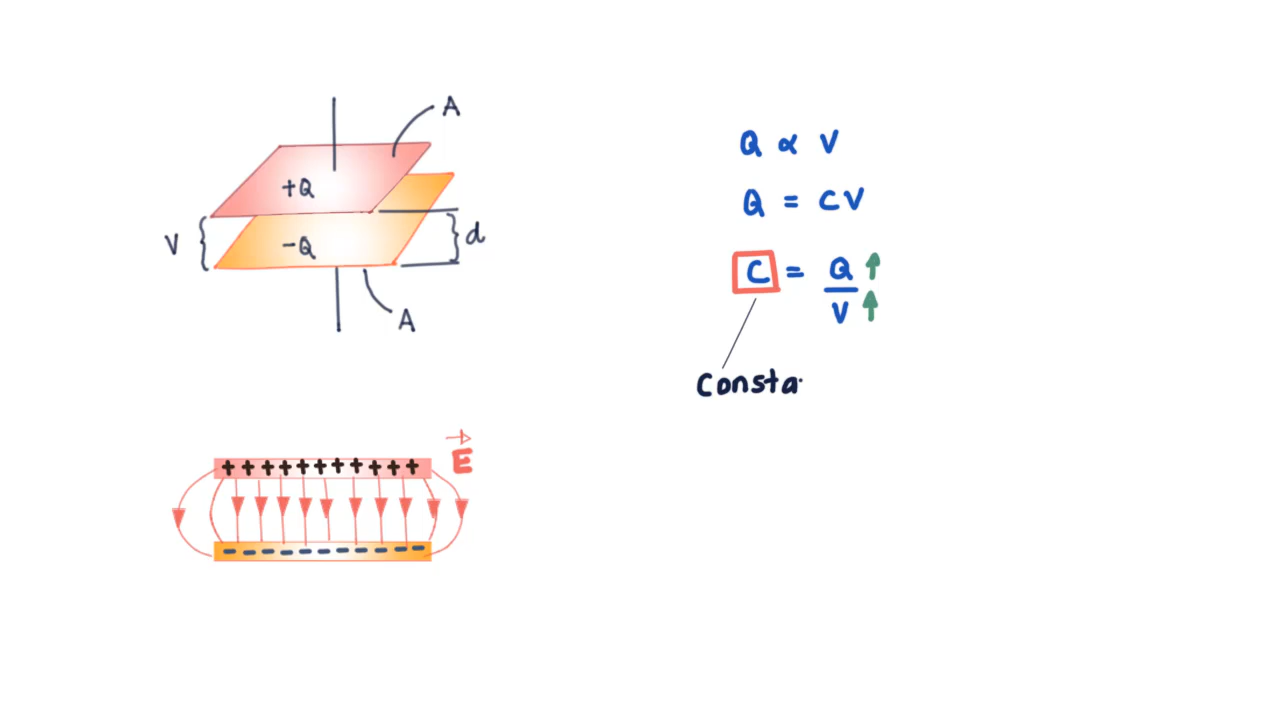 A
+Q
V
-Q
d
A
E
+ + + + + + + + + + +
- - - - - - - - - - -
Q ∝ V
Q = CV
C = Q↑
V↑
Consta